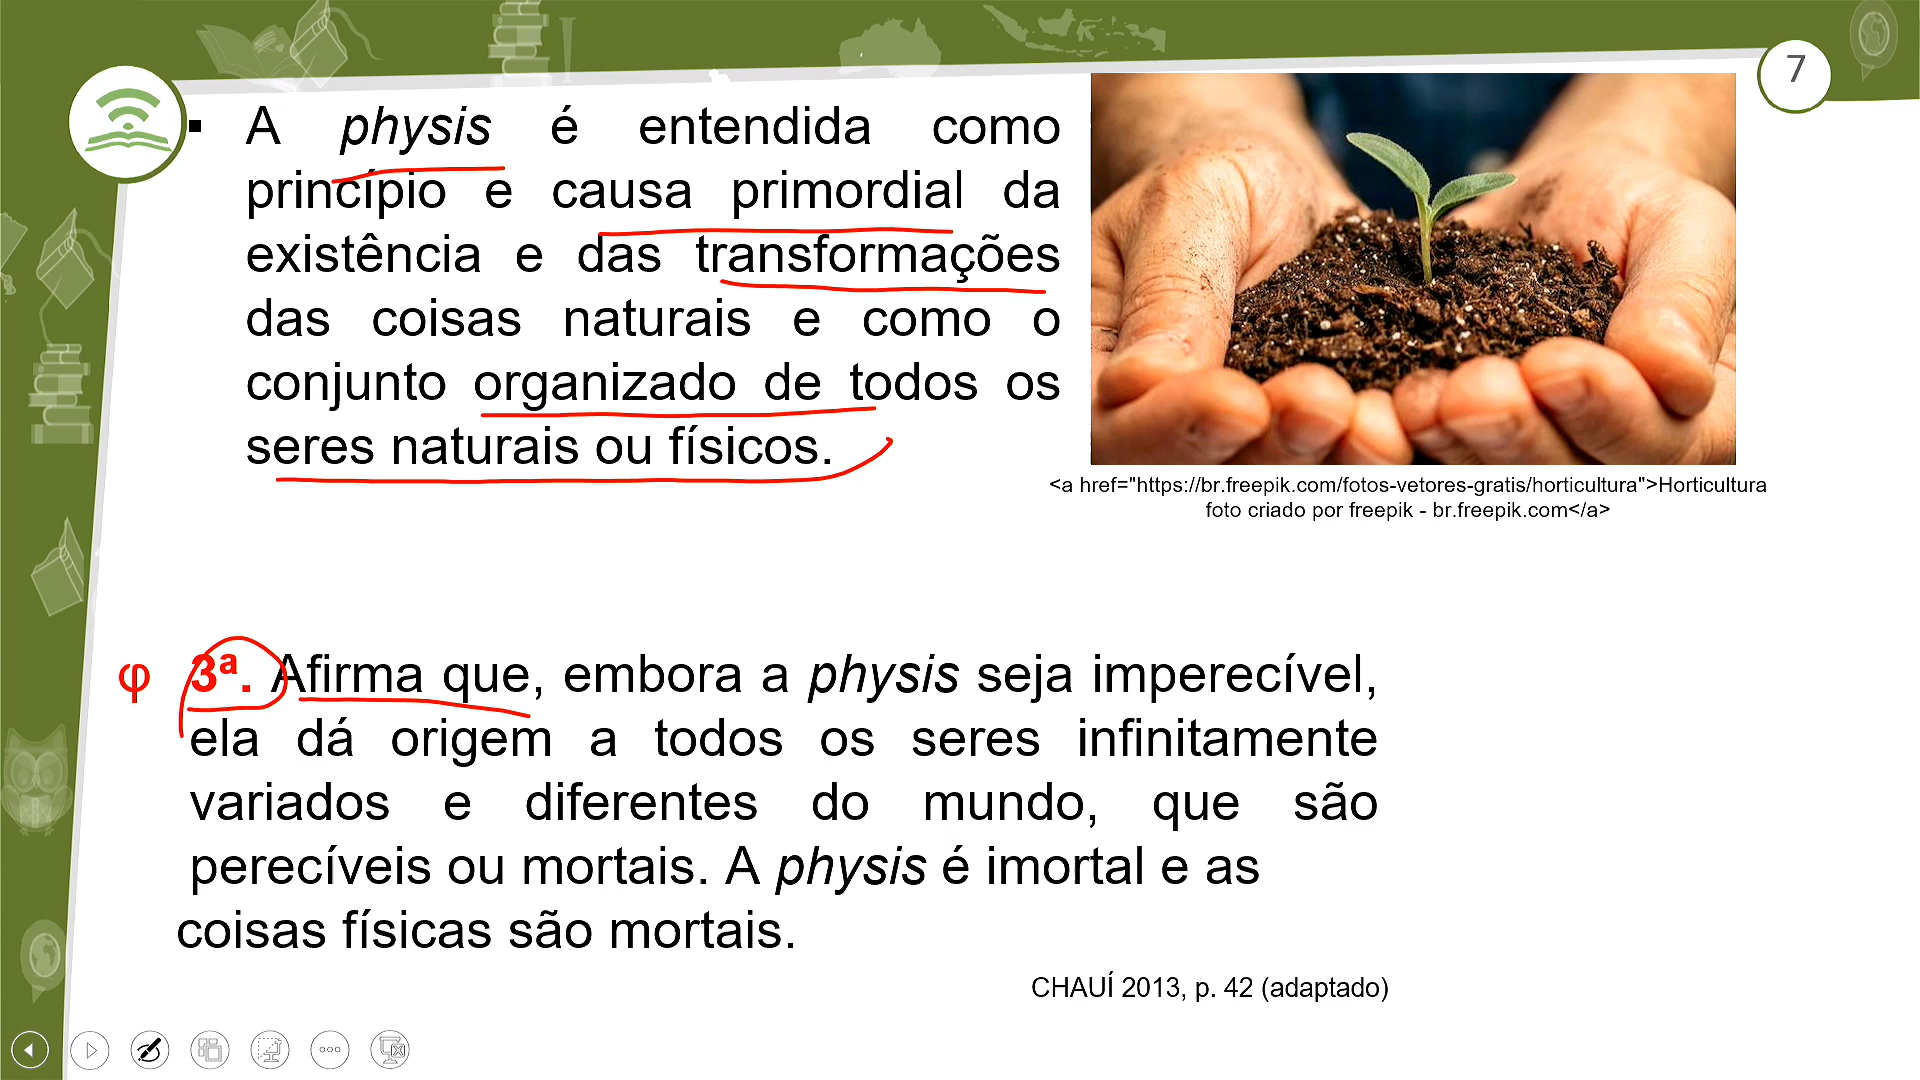 7
▪ A physis é entendida como
princípio e causa primordial da
existência e das transformações
das coisas naturais e como o
conjunto organizado de todos os
seres naturais ou físicos.
<a href="https://br.freepik.com/fotos-vetores-gratis/horticultura">Horticultura
foto criado por freepik - br.freepik.com</a>
φ 3ª. Afirma que, embora a physis seja imperecível,
ela dá origem a todos os seres infinitamente
variados e diferentes do mundo, que são
perecíveis ou mortais. A physis é imortal e as
coisas físicas são mortais.
CHAUÍ 2013, p. 42 (adaptado)